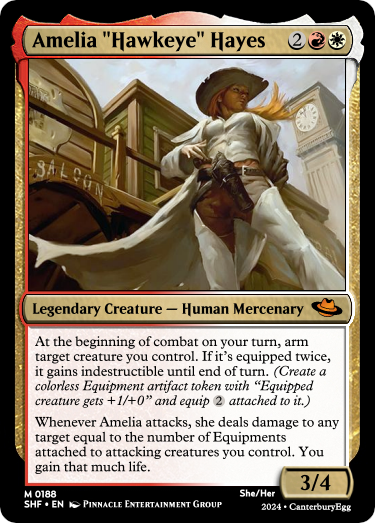 Amelia "Hawkeye" Hayes 2
SALOON
Legendary Creature — Human Mercenary
At the beginning of combat on your turn, arm
target creature you control. If it's equipped twice,
it gains indestructible until end of turn. (Create a
colorless Equipment artifact token with “Equipped
creature gets +1/+0” and equip 2 attached to it.)
Whenever Amelia attacks, she deals damage to any
target equal to the number of Equipments
attached to attacking creatures you control. You
gain that much life.
3/4
M 0188
SHF • EN PINNACLE ENTERTAINMENT GROUP
She/Her
2024 • CanterburyEgg